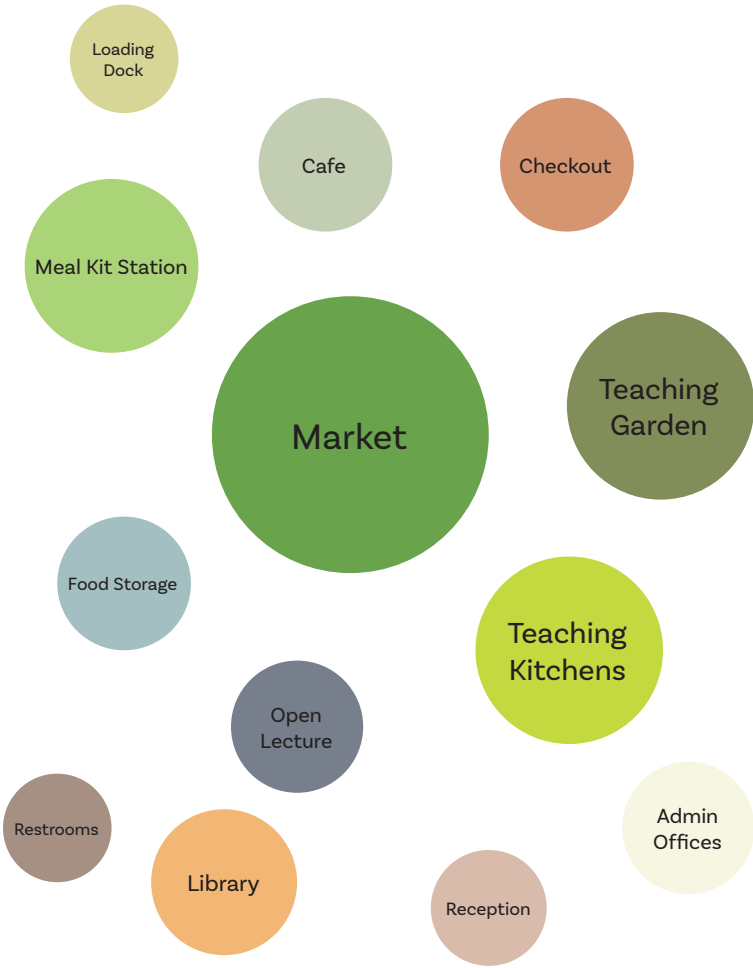 Loading
Dock
Cafe
Checkout
Meal Kit Station
Teaching
Garden
Market
Food Storage
Teaching
Kitchens
Open
Lecture
Admin
Offices
Restrooms
Library
Reception